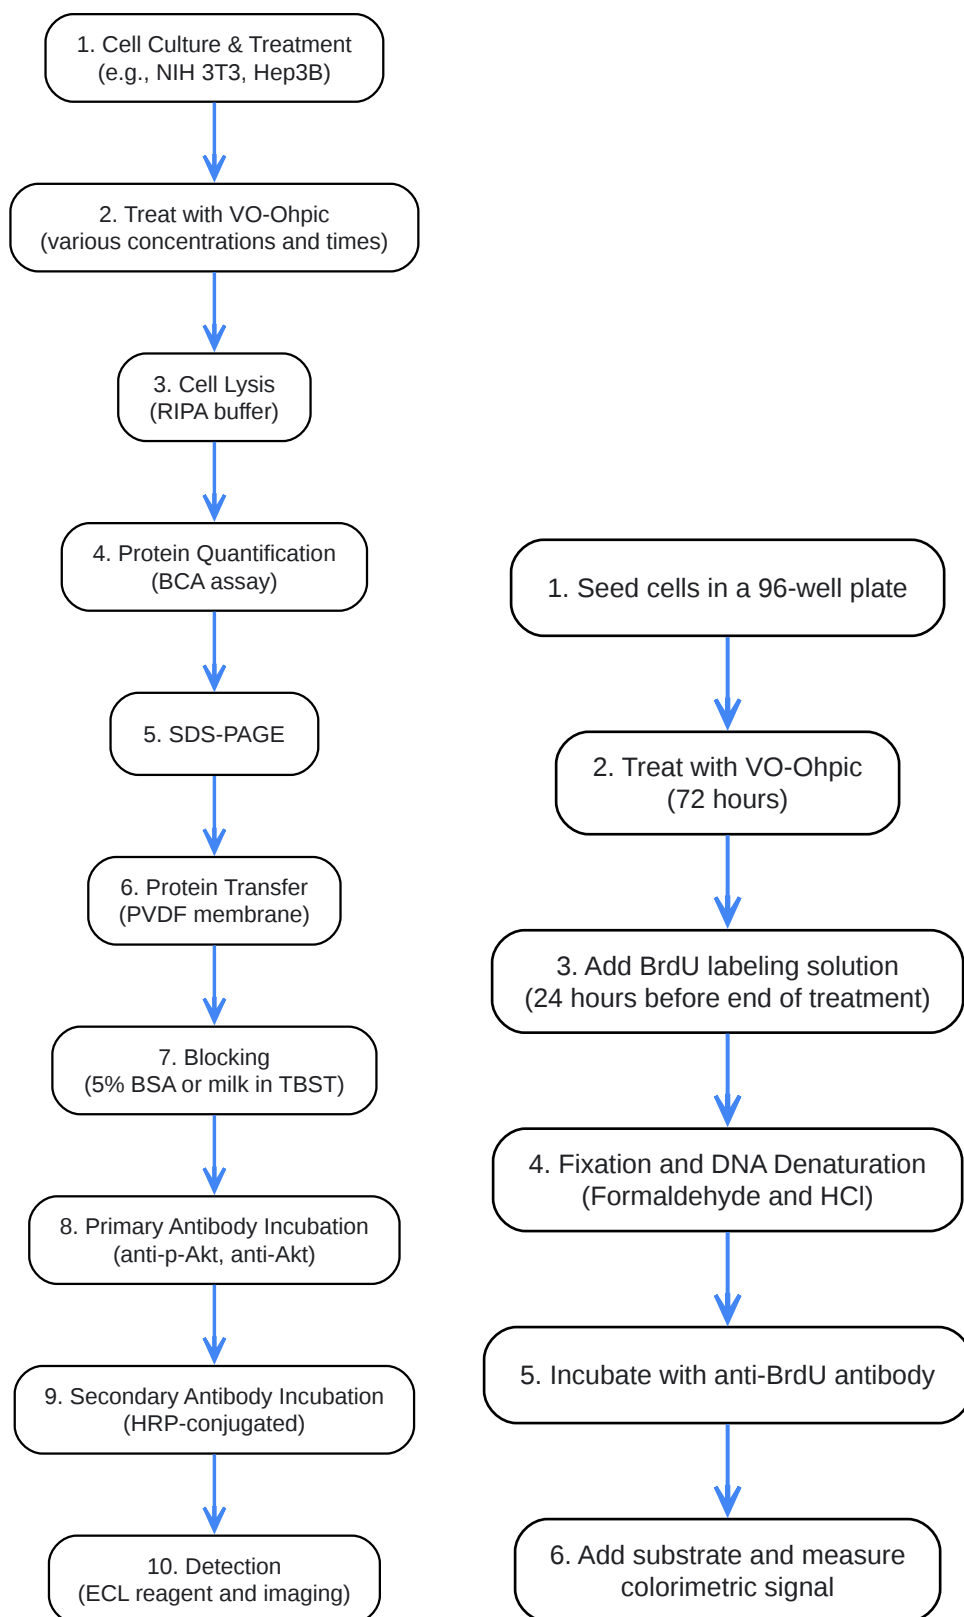 1. Cell Culture & Treatment
(e.g., NIH 3T3, Hep3B)
2. Treat with VO-Ohpic
(various concentrations and times)
3. Cell Lysis
(RIPA buffer)
4. Protein Quantification
(BCA assay)
5. SDS-PAGE
6. Protein Transfer
(PVDF membrane)
7. Blocking
(5% BSA or milk in TBST)
8. Primary Antibody Incubation
(anti-p-Akt, anti-Akt)
9. Secondary Antibody Incubation
(HRP-conjugated)
10. Detection
(ECL reagent and imaging)
1. Seed cells in a 96-well plate
2. Treat with VO-Ohpic
(72 hours)
3. Add BrdU labeling solution
(24 hours before end of treatment)
4. Fixation and DNA Denaturation
(Formaldehyde and HCl)
5. Incubate with anti-BrdU antibody
6. Add substrate and measure
colorimetric signal